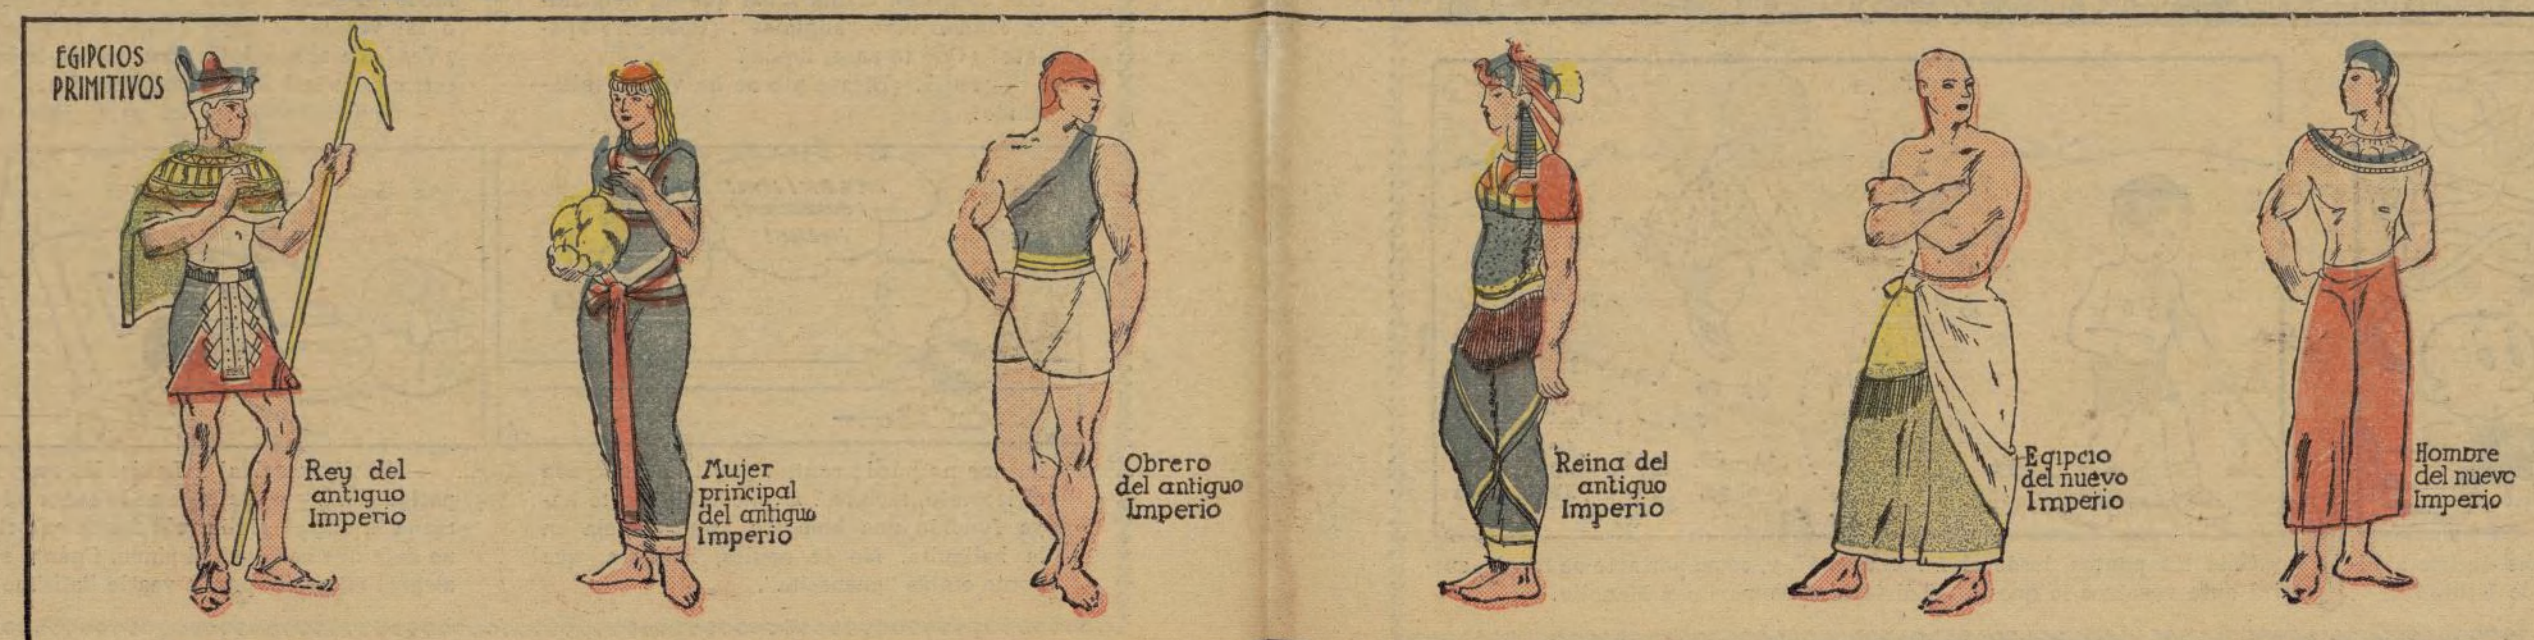 EGIPCIOS
PRIMITIVOS
Rey del
antiguo
Imperio
Mujer
principal
del antiguo
Imperio
Obrero
del antiguo
Imperio
Reina del
antiguo
Imperio
Egipcio
del nuevo
Imperio
Hombre
del nuevo
Imperio